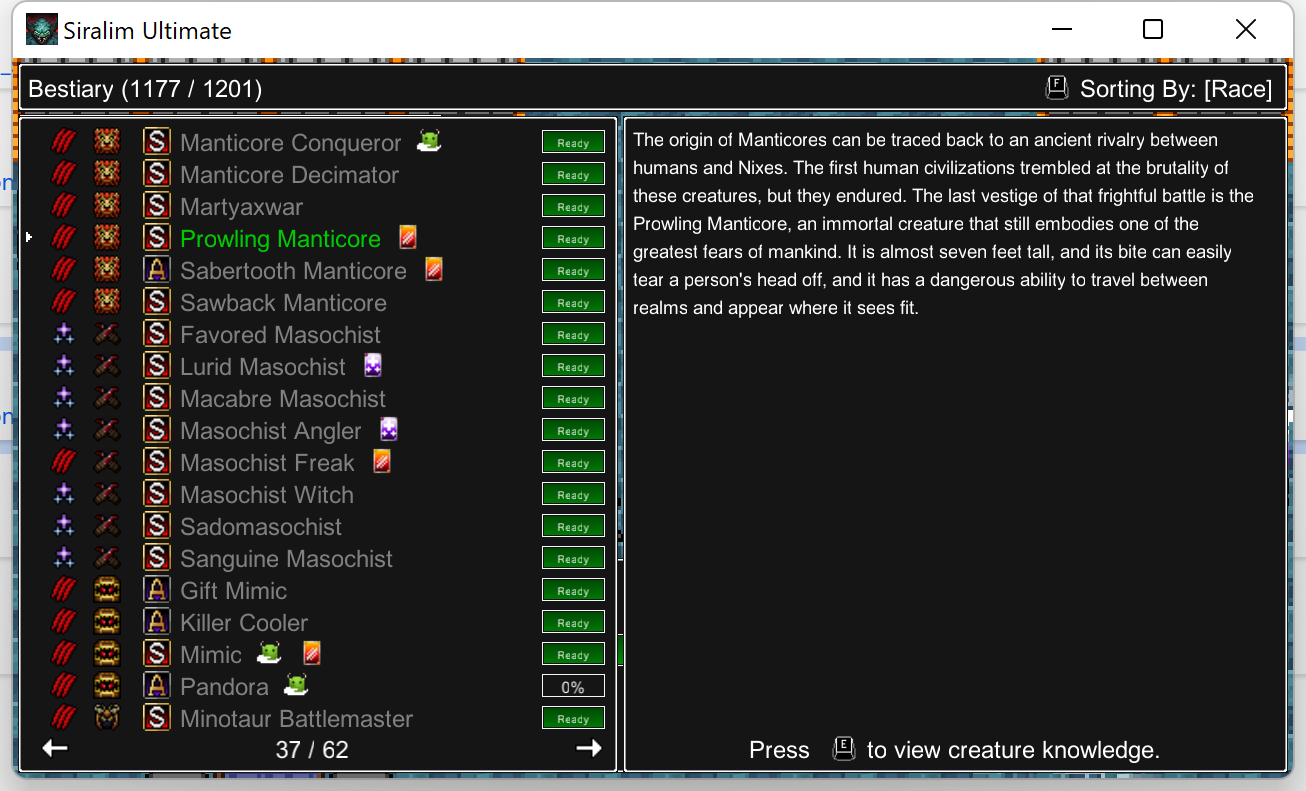 Siralim Ultimate
Bestiary (1177 / 1201)
F Sorting By: [Race]
S Manticore Conqueror Ready
S Manticore Decimator Ready
S Martyaxwar Ready
S Prowling Manticore Ready
A Sabertooth Manticore Ready
S Sawback Manticore Ready
S Favored Masochist Ready
S Lurid Masochist Ready
S Macabre Masochist Ready
S Masochist Angler Ready
S Masochist Freak Ready
S Masochist Witch Ready
S Sadomasochist Ready
S Sanguine Masochist Ready
A Gift Mimic Ready
A Killer Cooler Ready
S Mimic Ready
A Pandora 0%
S Minotaur Battlemaster Ready
37 / 62
The origin of Manticores can be traced back to an ancient rivalry between
humans and Nixes. The first human civilizations trembled at the brutality of
these creatures, but they endured. The last vestige of that frightful battle is the
Prowling Manticore, an immortal creature that still embodies one of the
greatest fears of mankind. It is almost seven feet tall, and its bite can easily
tear a person's head off, and it has a dangerous ability to travel between
realms and appear where it sees fit.
Press E to view creature knowledge.